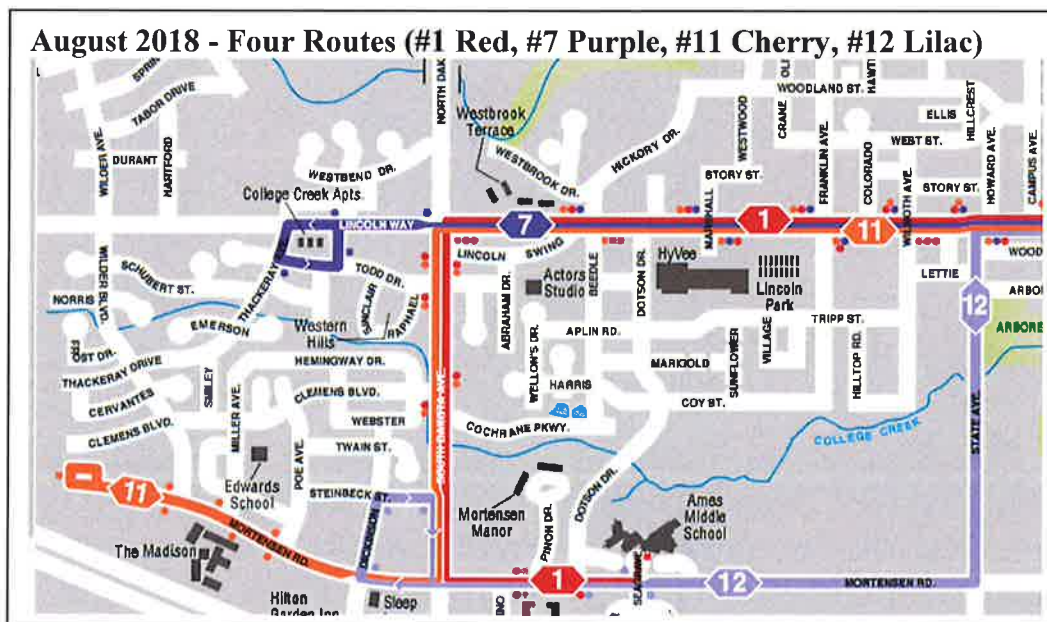 August 2018 - Four Routes (#1 Red, #7 Purple, #11 Cherry, #12 Lilac)
TABOR DRIVE
WILDER AVE.
DURANT
HARTFORD
WESTBEND DR.
College Creek Apts
NORTH DAK
Westbrook
Terrace
WESTBROOK DR.
HICKORY DR.
WOODLAND ST.
WESTWOOD
CRANE
FRANKLIN AVE.
COLORADO
ELLIS
WEST ST.
HILLCREST
HOWARD AVE.
CAMPUS AVE.
STORY ST.
STORY ST.
MARSHALL
WILMOTH AVE.
LINCOLN WAY
7
1
11
LINCOLN
SWING
Actors
Studio
BEEDLE
DOTSON DR.
HyVee
Lincoln
Park
LETTIE
WOOD
ARBO
ARBORE
12
NORRIS
WILDER BLVD.
SCHUBERT ST.
THACKERAY
TODD DR.
SINCLAIR
RAPHAEL
EMERSON
Western
Hills
HEMINGWAY DR.
ABRAHAM DR.
WELLONS DR.
APLIN RD.
TRIPP ST.
MARIGOLD
SUNFLOWER
VILLAGE
HILLTOP RD.
FROST DR.
THACKERAY DRIVE
CERVANTES
CLEMENS BLVD.
MILLER AVE.
CLEMENS BLVD.
WEBSTER
TWAIN ST.
POE AVE.
SOUTH DAKOTA AVE.
HARRIS
COY ST.
COCHRANE PKWY.
COLLEGE CREEK
STATE AVE.
Edwards
School
STEINBECK ST.
DICKINSON
11
MORTENSEN RD.
The Madison
Mortensen
Manor
PINON DR.
DOTSON DR.
Ames
Middle
School
1
12
MORTENSEN RD.
Hilton
Garden Inn
Sleep